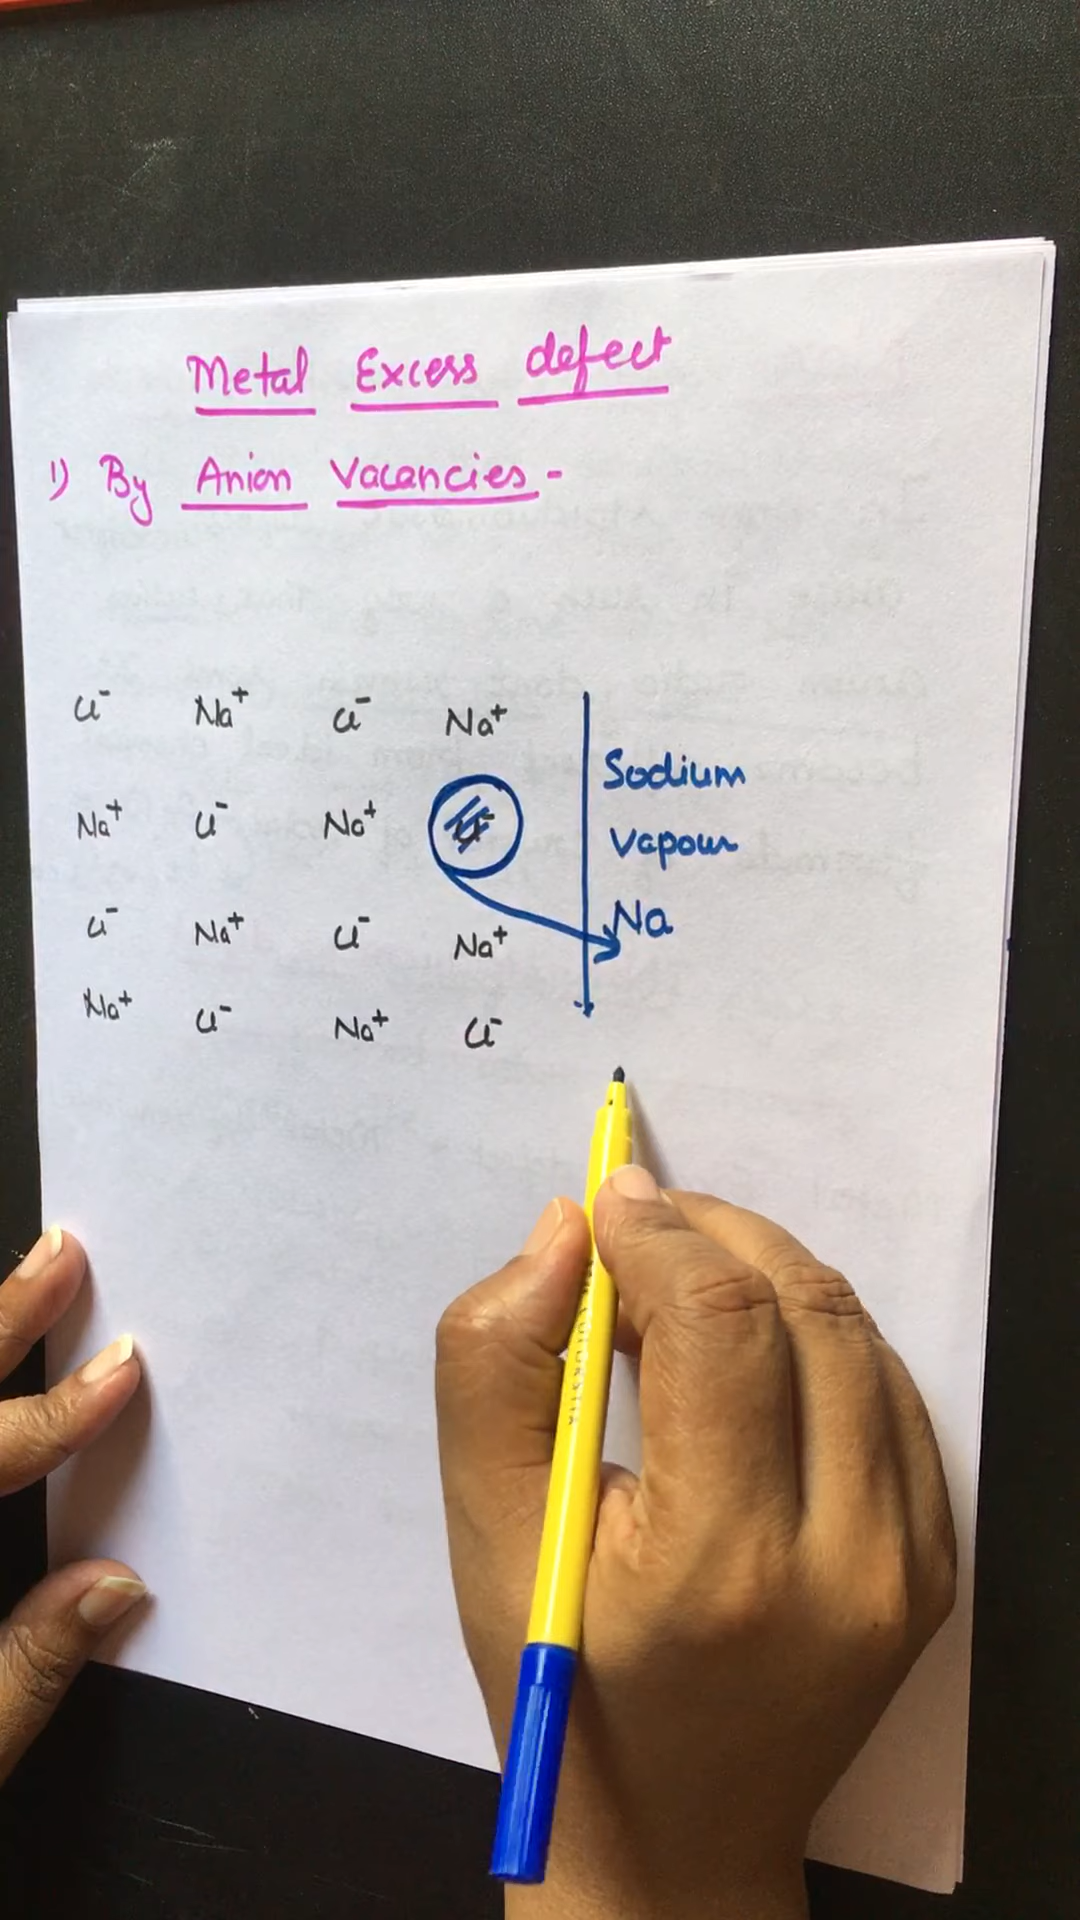 Metal Excess defect
1) By Anion Vacancies -
Cl⁻ Na⁺ Cl⁻ Na⁺
Sodium
Na⁺ Cl⁻ Na⁺ Cl⁻
vapour
Cl⁻ Na⁺ Cl⁻ Na⁺
Na
Na⁺ Cl⁻ Na⁺ Cl⁻